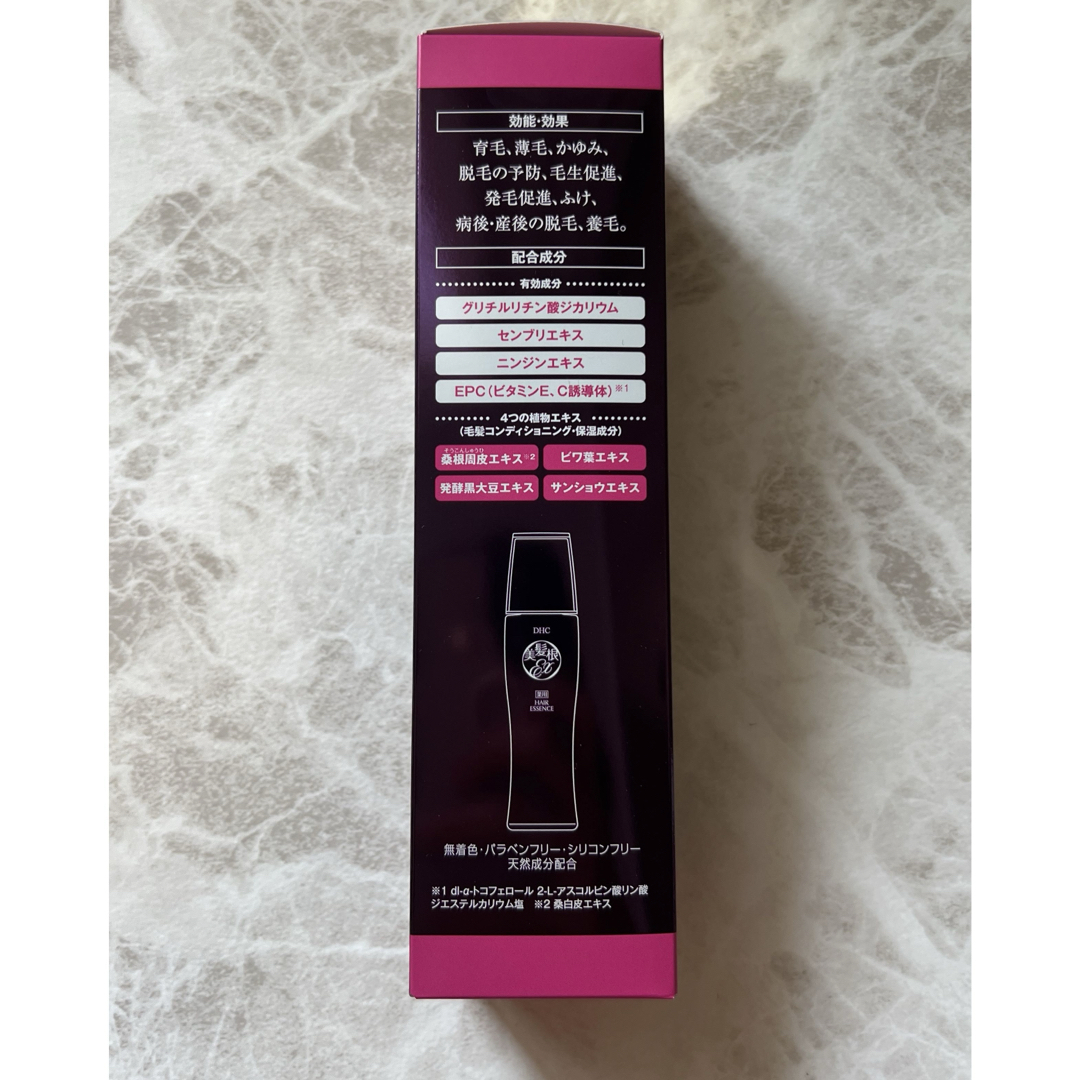 効能・効果
育毛、薄毛、かゆみ、
脱毛の予防、毛生促進、
発毛促進、ふけ、
病後・産後の脱毛、養毛。
配合成分
有効成分
グリチルリチン酸ジカリウム
センブリエキス
ニンジンエキス
EPC(ビタミンE、C誘導体)※1
4つの植物エキス
(毛髪コンディショニング・保湿成分)
そうこんしゅうひ
桑根周皮エキス※2 ビワ葉エキス
発酵黒大豆エキス サンショウエキス
DHC
美髪根
Ex
薬用
HAIR
ESSENCE
無着色・パラベンフリー・シリコンフリー
天然成分配合
※1 dl-α-トコフェロール 2-L-アスコルビン酸リン酸
ジエステルカリウム塩 ※2 桑白皮エキス